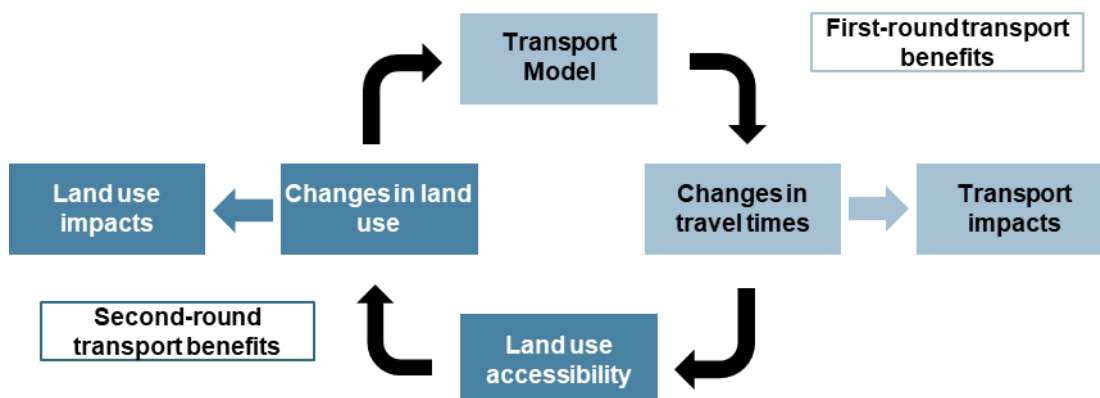 Transport
Model
First-round transport
benefits
Land use
impacts
Changes in land
use
Changes in
travel times
Transport
impacts
Second-round
transport benefits
Land use
accessibility